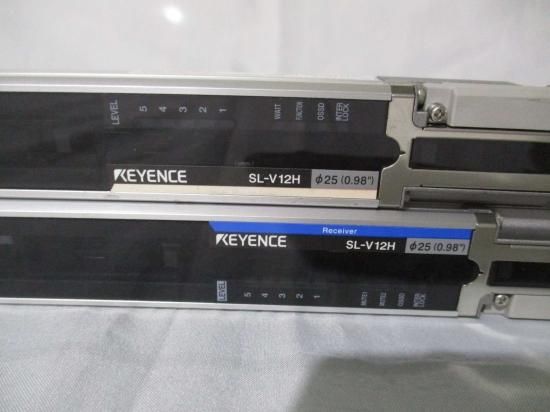 LEVEL 5 4 3 2 1 WAIT FUNCTION OSSD INTER LOCK
KEYENCE SL-V12H ϕ25 (0.98")
Receiver
KEYENCE SL-V12H ϕ25 (0.98")
LEVEL 5 4 3 2 1 MUTE1 MUTE2 OSSD INTER LOCK